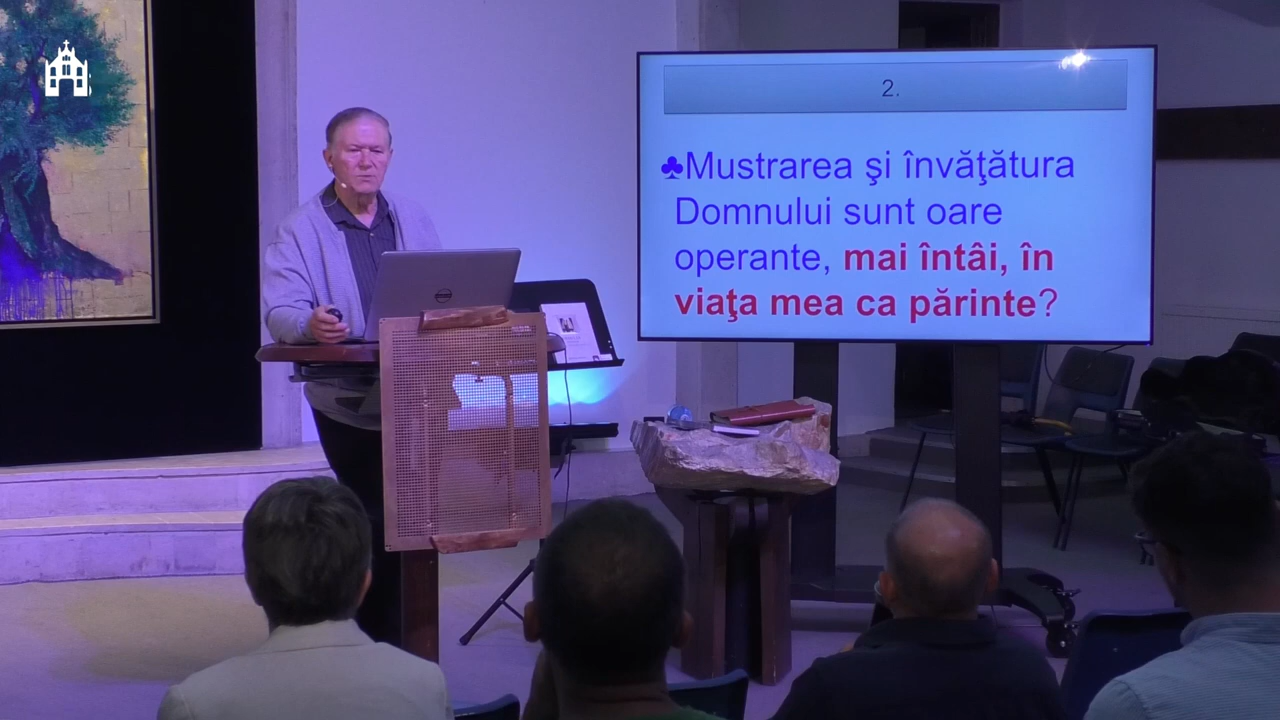 2.
♣Mustrarea şi învăţătura
Domnului sunt oare
operante, mai întâi, în
viaţa mea ca părinte?